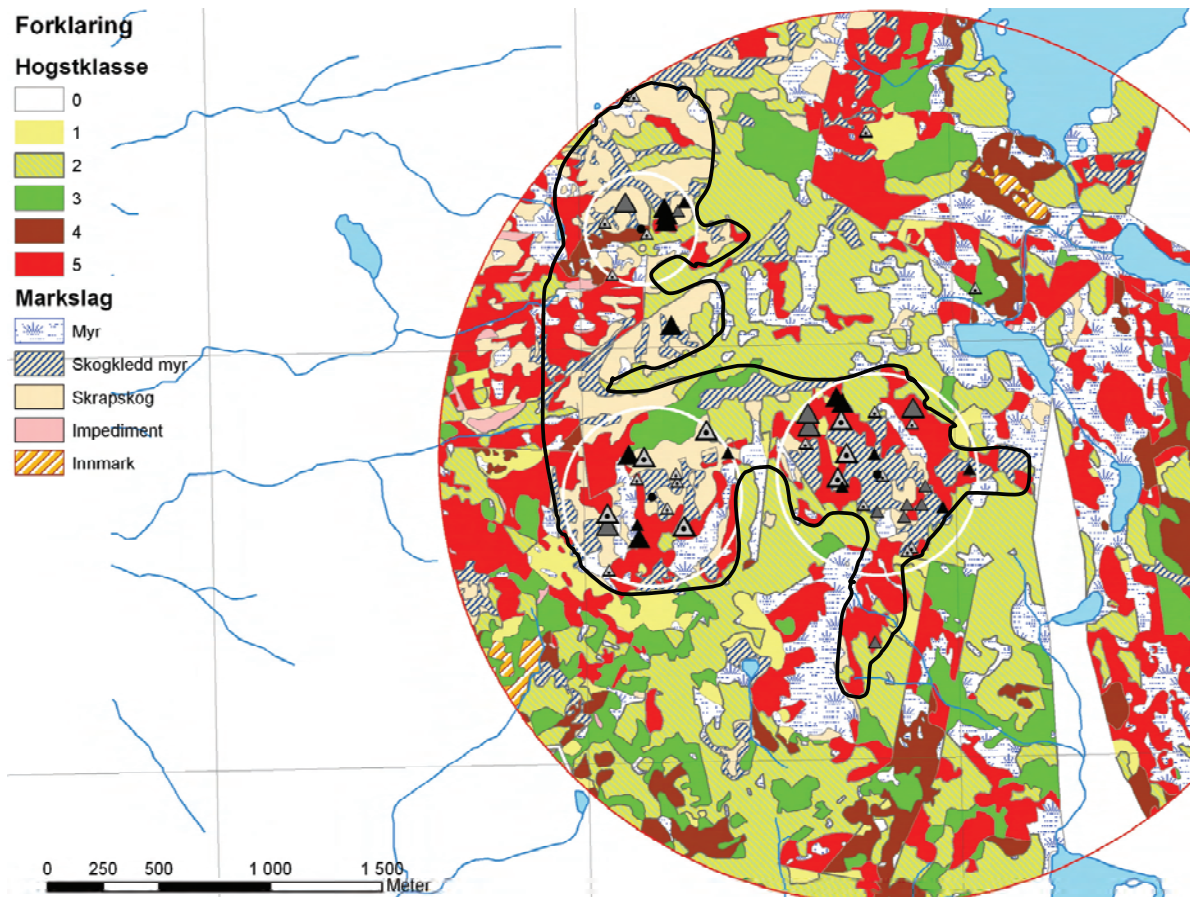 Forklaring
Hogstklasse
0
1
2
3
4
5
Markslag
Myr
Skogkledd myr
Skrapskog
Impediment
Innmark
0 250 500 1 000 1 500
Meter